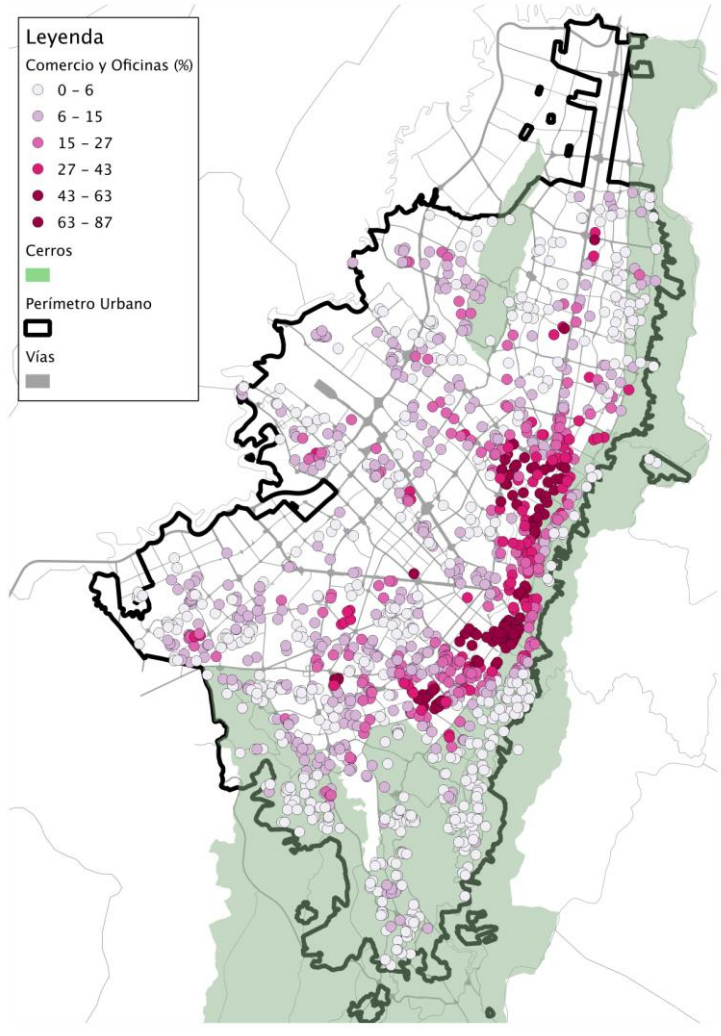 Leyenda
Comercio y Oficinas (%)
0 – 6
6 – 15
15 – 27
27 – 43
43 – 63
63 – 87
Cerros
Perímetro Urbano
Vías